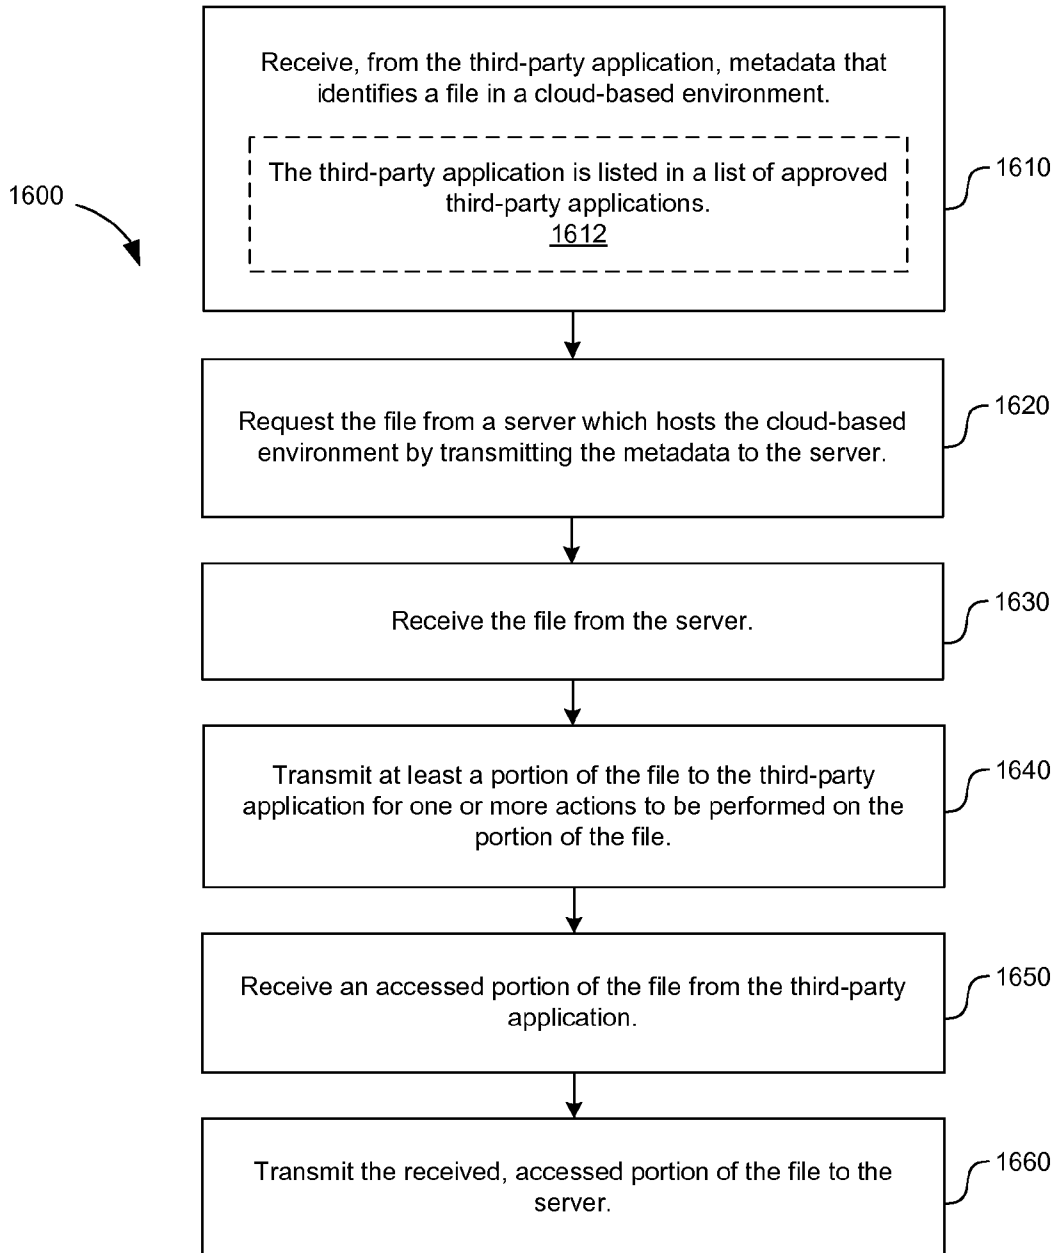 1600
Receive, from the third-party application, metadata that
identifies a file in a cloud-based environment.
The third-party application is listed in a list of approved
third-party applications.
1612
1610
Request the file from a server which hosts the cloud-based
environment by transmitting the metadata to the server.
1620
Receive the file from the server.
1630
Transmit at least a portion of the file to the third-party
application for one or more actions to be performed on the
portion of the file.
1640
Receive an accessed portion of the file from the third-party
application.
1650
Transmit the received, accessed portion of the file to the
server.
1660